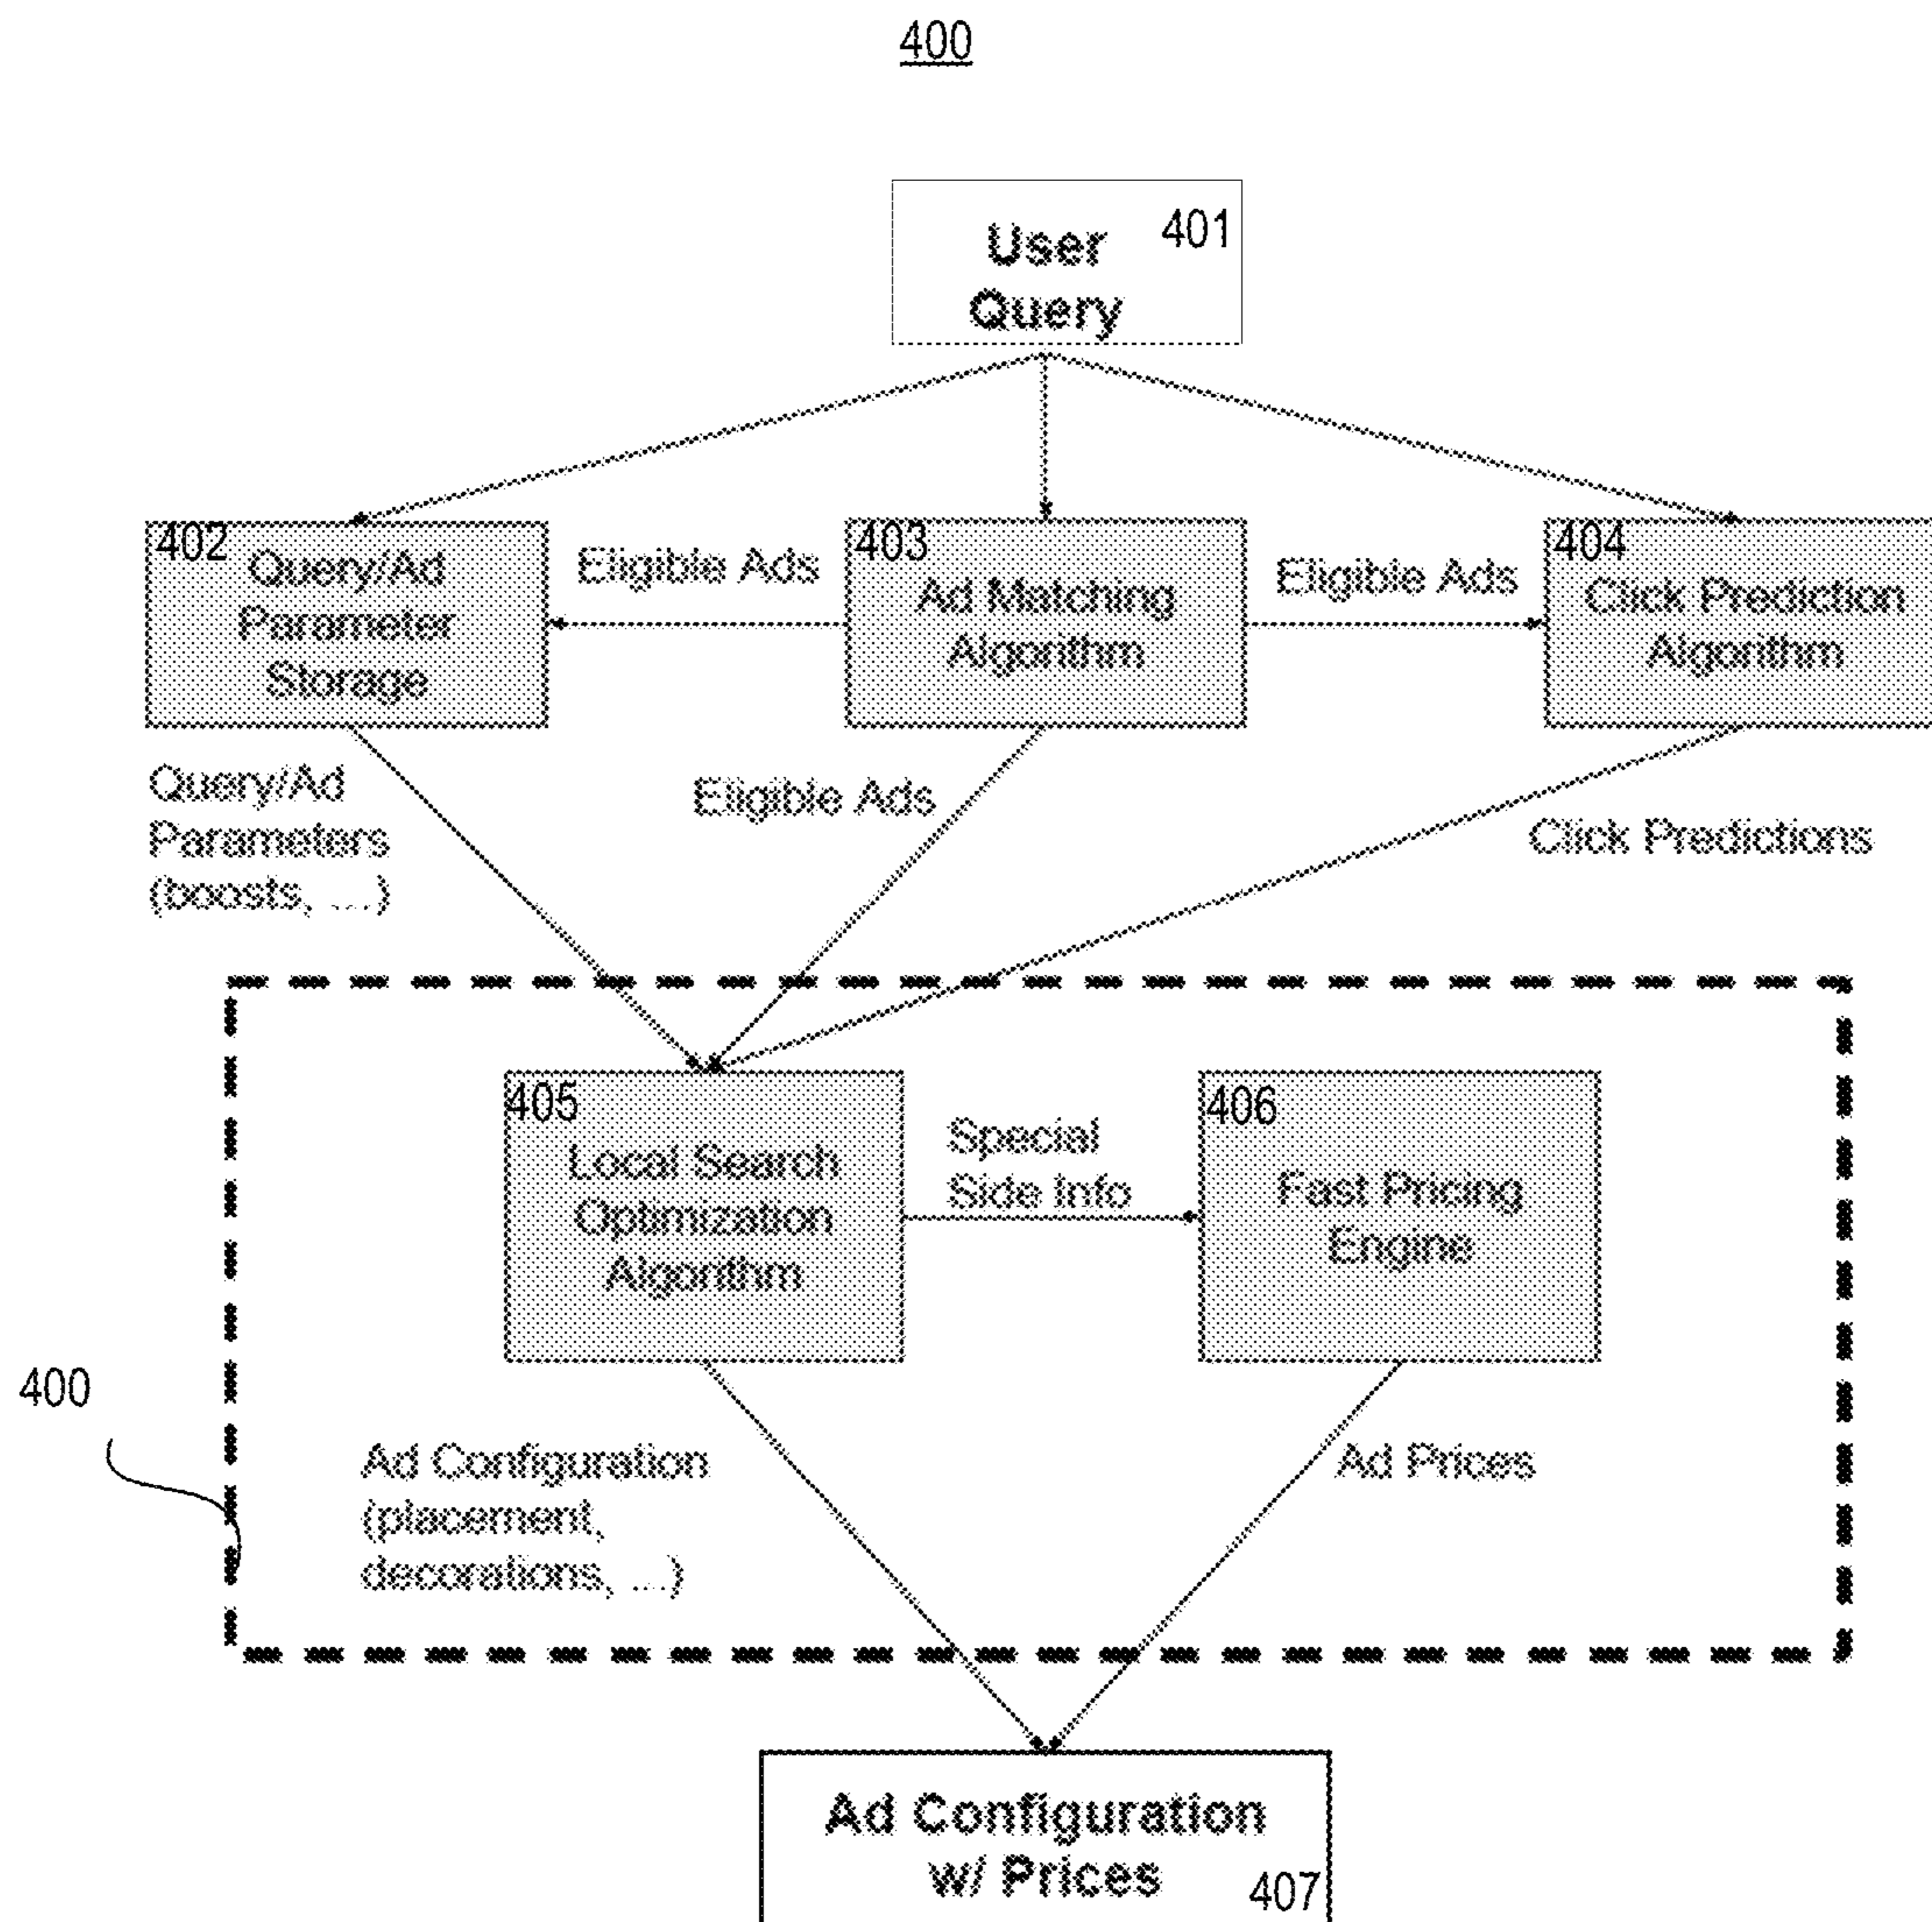 400
User
Query
401
402
Query/Ad
Parameter
Storage
Eligible Ads
403
Ad Matching
Algorithm
Eligible Ads
404
Click Prediction
Algorithm
Query/Ad
Parameters
(boosts, ...)
Eligible Ads
Click Predictions
405
Local Search
Optimization
Algorithm
Special
Side Info
406
Fast Pricing
Engine
400
Ad Configuration
(placement,
decorations, ...)
Ad Prices
Ad Configuration
w/ Prices
407